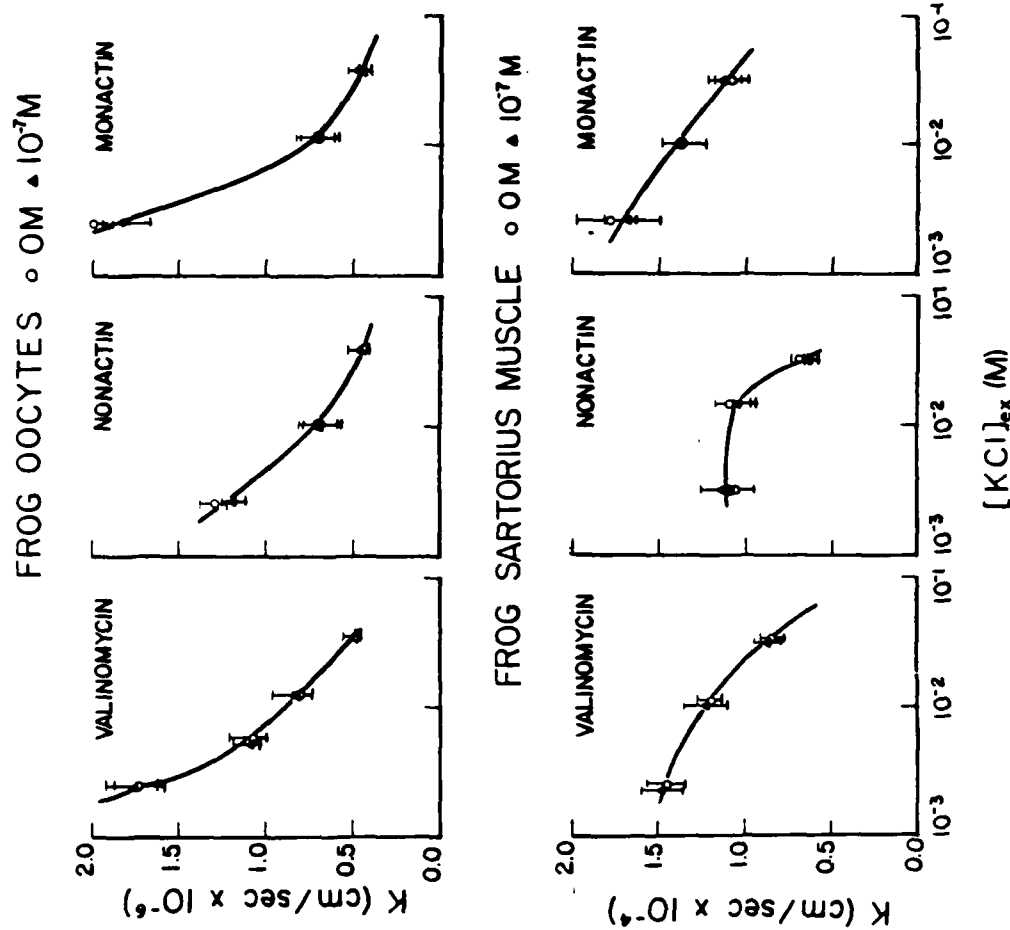 FROG OOCYTES ○ OM ▲ 10⁻⁷M
VALINOMYCIN
NONACTIN
MONACTIN
K (cm/sec x 10⁻⁶)
2.0
1.5
1.0
0.5
0.0
FROG SARTORIUS MUSCLE ○ OM ▲ 10⁻⁷M
VALINOMYCIN
NONACTIN
MONACTIN
K (cm/sec x 10⁻⁴)
2.0
1.5
1.0
0.5
0.0
10⁻³ 10⁻² 10⁻¹
10⁻³ 10⁻² 10⁻¹
10⁻³ 10⁻² 10⁻¹
[KCl]ex (M)